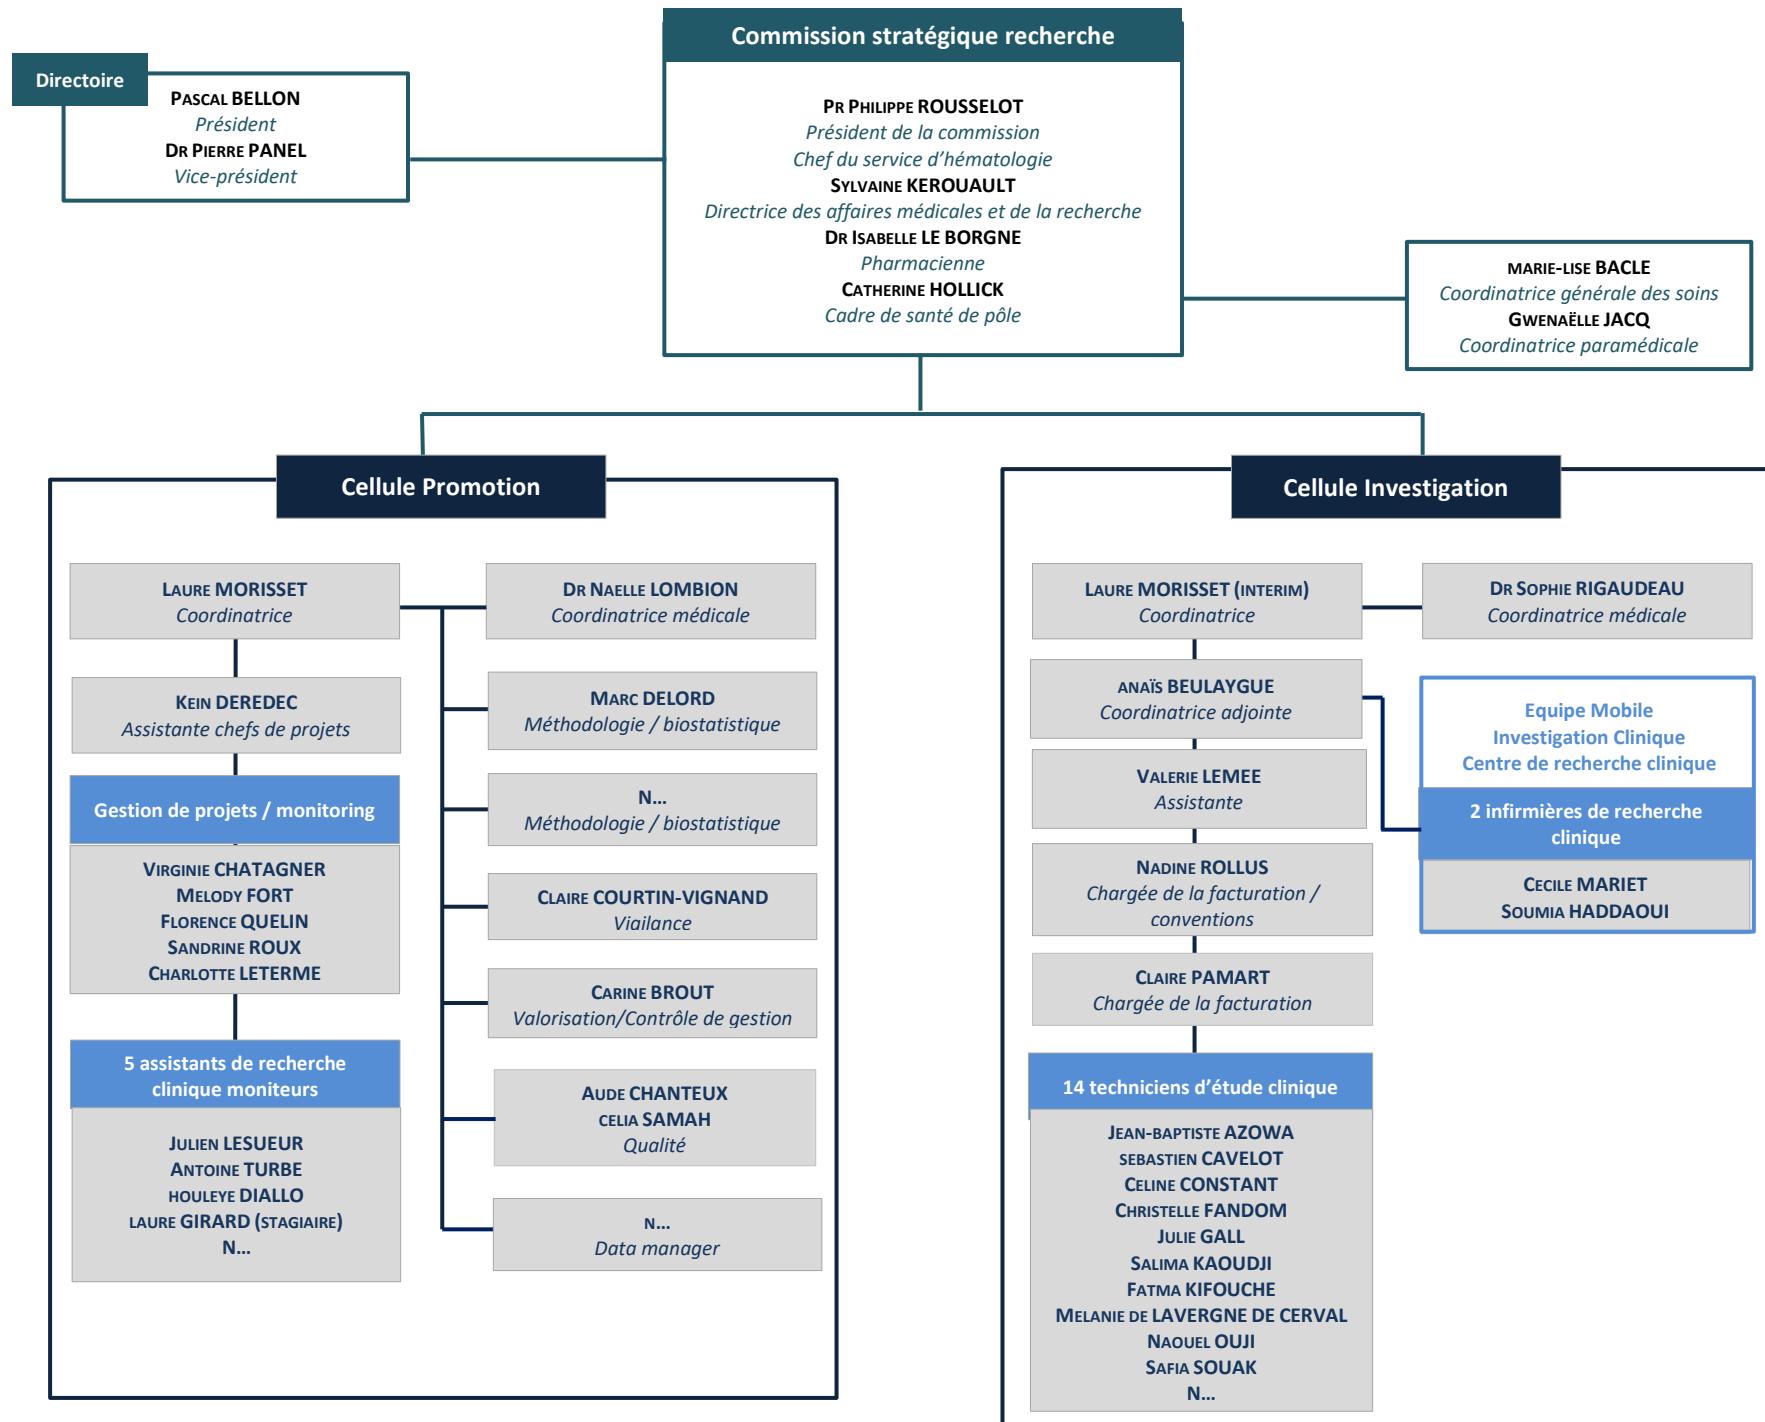 Commission stratégique recherche
Directoire
PASCAL BELLON
Président
DR PIERRE PANEL
Vice-président
PR PHILIPPE ROUSSELOT
Président de la commission
Chef du service d’hématologie
SYLVAINE KEROUAULT
Directrice des affaires médicales et de la recherche
DR ISABELLE LE BORGNE
Pharmacienne
CATHERINE HOLLICK
Cadre de santé de pôle
MARIE-LISE BACLE
Coordinatrice générale des soins
GWENAËLLE JACQ
Coordinatrice paramédicale
Cellule Promotion
LAURE MORISSET
Coordinatrice
DR NAELLE LOMBION
Coordinatrice médicale
KEIN DEREDEC
Assistante chefs de projets
MARC DELORD
Méthodologie / biostatistique
Gestion de projets / monitoring
N...
Méthodologie / biostatistique
VIRGINIE CHATAGNER
MELODY FORT
FLORENCE QUELIN
SANDRINE ROUX
CHARLOTTE LETERME
CLAIRE COURTIN-VIGNAND
Viailance
CARINE BROUT
Valorisation/Contrôle de gestion
5 assistants de recherche
clinique moniteurs
AUDE CHANTEUX
CELIA SAMAH
Qualité
JULIEN LESUEUR
ANTOINE TURBE
HOULEYE DIALLO
LAURE GIRARD (STAGIAIRE)
N...
N...
Data manager
Cellule Investigation
LAURE MORISSET (INTERIM)
Coordinatrice
DR SOPHIE RIGAUDEAU
Coordinatrice médicale
ANAÏS BEULAYGUE
Coordinatrice adjointe
Equipe Mobile
Investigation Clinique
Centre de recherche clinique
VALERIE LEMEE
Assistante
2 infirmières de recherche
clinique
NADINE ROLLUS
Chargée de la facturation /
conventions
CECILE MARIET
SOUMIA HADDAOUI
CLAIRE PAMART
Chargée de la facturation
14 techniciens d’étude clinique
JEAN-BAPTISTE AZOWA
SEBASTIEN CAVELOT
CELINE CONSTANT
CHRISTELLE FANDOM
JULIE GALL
SALIMA KAOUDJI
FATMA KIFOUCHE
MELANIE DE LAVERGNE DE CERVAL
NAOUEL OUJI
SAFIA SOUAK
N...